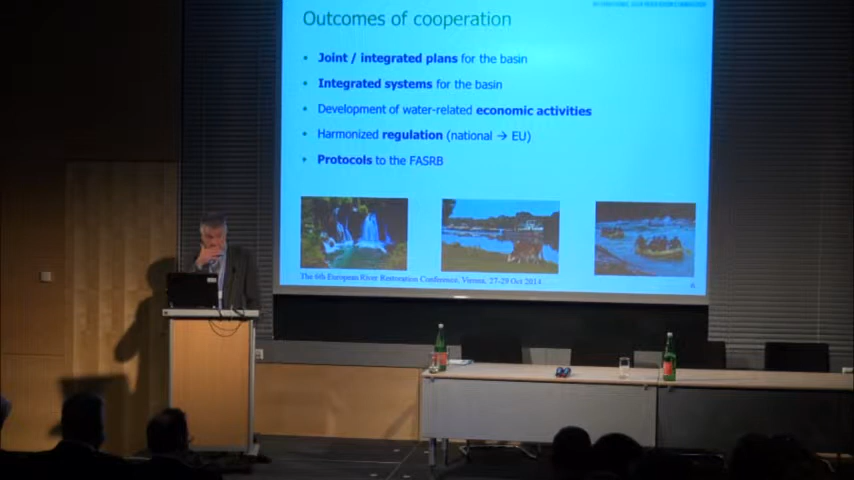 Outcomes of cooperation
• Joint / integrated plans for the basin
• Integrated systems for the basin
• Development of water-related economic activities
• Harmonized regulation (national → EU)
• Protocols to the FASRB
The 6th European River Restoration Conference, Vienna, 27-29 Oct 2014